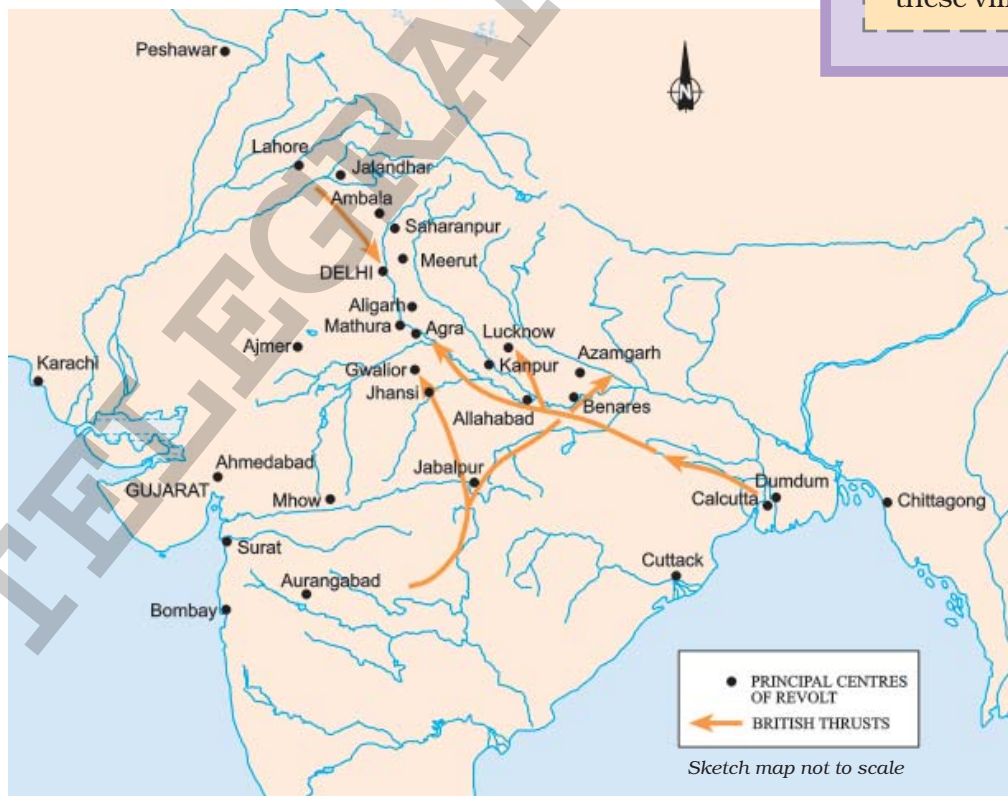 these vil
Peshawar
N
Lahore
Jalandhar
Ambala
Saharanpur
Meerut
DELHI
Aligarh
Mathura
Agra
Lucknow
Ajmer
Azamgarh
Karachi
Gwalior
Kanpur
Jhansi
Allahabad
Benares
Ahmedabad
Jabalpur
GUJARAT
Mhow
Dumdum
Calcutta
Chittagong
Surat
Cuttack
Aurangabad
Bombay
PRINCIPAL CENTRES
OF REVOLT
BRITISH THRUSTS
Sketch map not to scale
TELEGRA